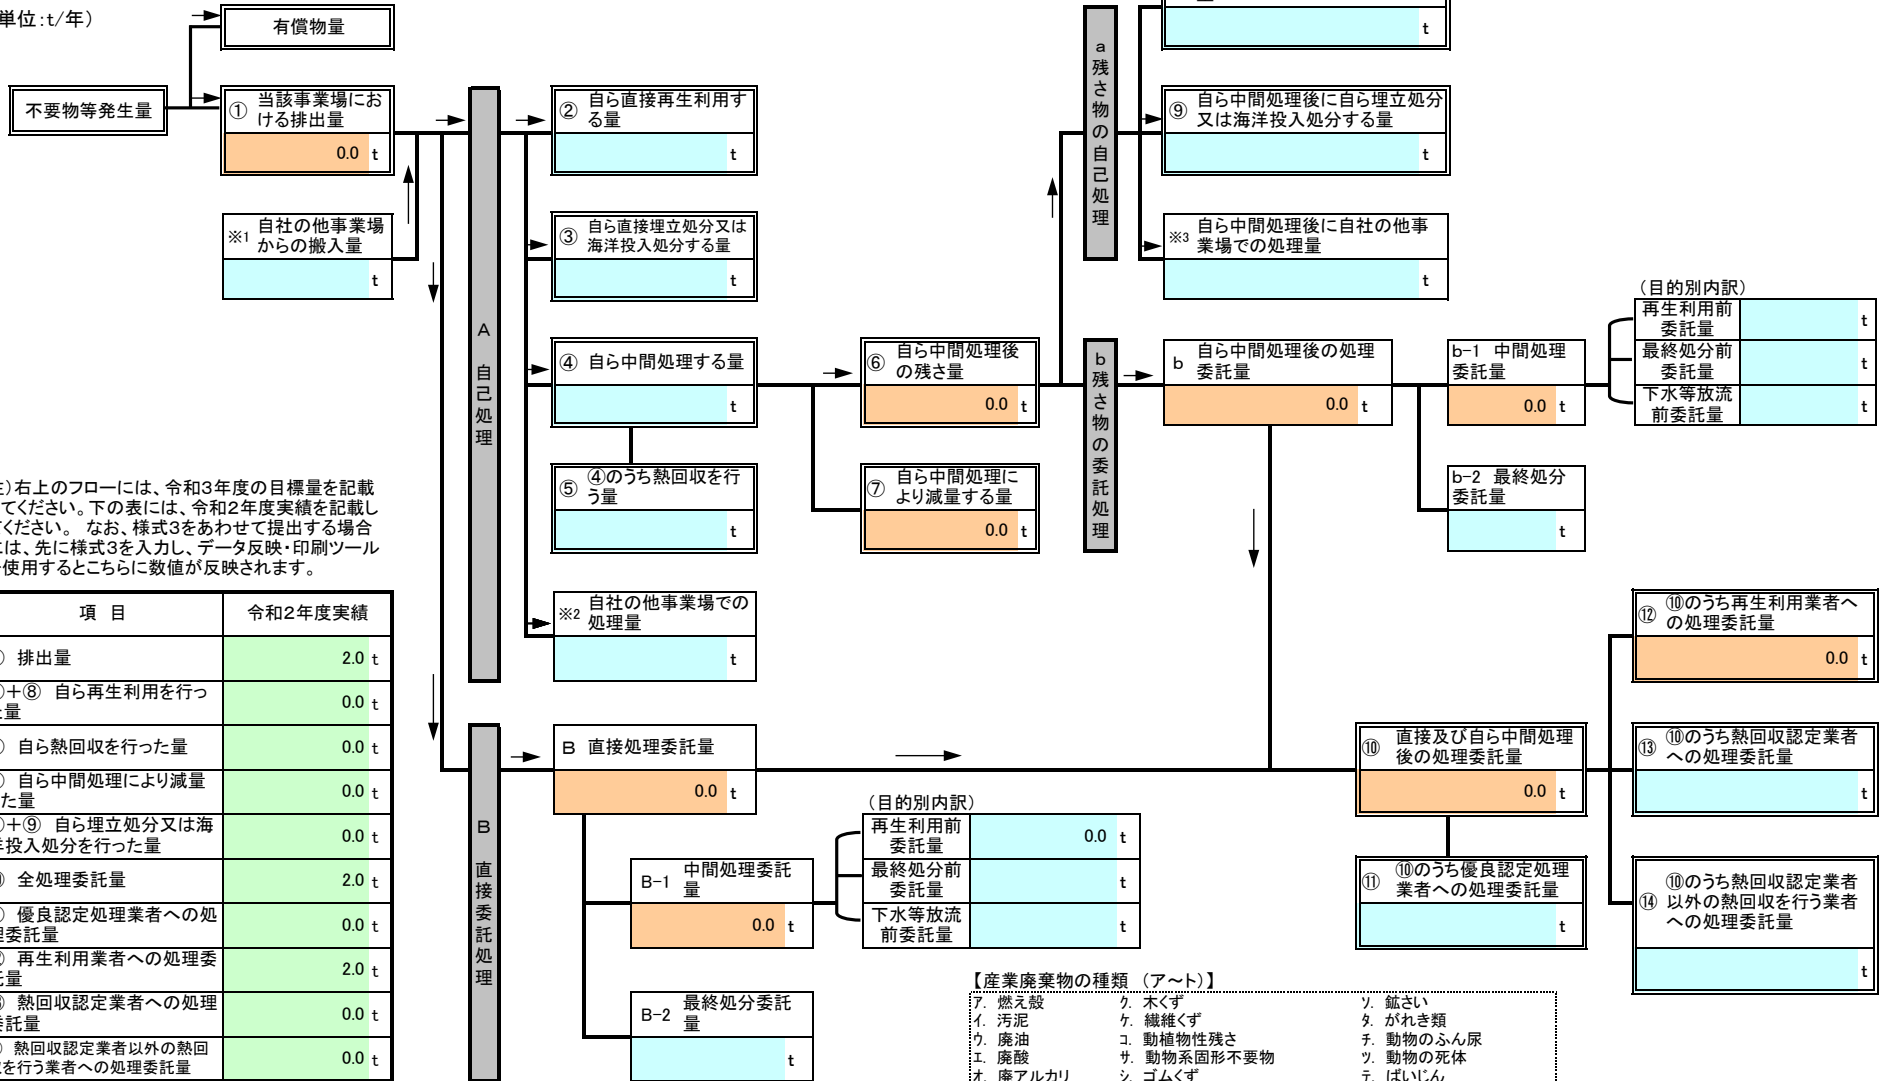 単位:t/年）
有償物量
不要物等発生量
① 当該事業場にお
ける排出量
0.0 t
※1 自社の他事業場
からの搬入量
t
A 自己処理
② 自ら直接再生利用す
る量
t
③ 自ら直接埋立処分又は
海洋投入処分する量
t
④ 自ら中間処理する量
t
⑤ ④のうち熱回収を行
う量
t
※2 自社の他事業場での
処理量
t
⑥ 自ら中間処理後
の残さ量
0.0 t
⑦ 自ら中間処理に
より減量する量
0.0 t
a 残さ物の自己処理
t
⑨ 自ら中間処理後に自ら埋立処分
又は海洋投入処分する量
t
※3 自ら中間処理後に自社の他事
業場での処理量
t
b 残さ物の委託処理
b 自ら中間処理後の処理
委託量
0.0 t
b-1 中間処理
委託量
0.0 t
b-2 最終処分
委託量
t
（目的別内訳）
再生利用前
委託量
t
最終処分前
委託量
t
下水等放流
前委託量
t
）右上のフローには、令和3年度の目標量を記載
てください。下の表には、令和2年度実績を記載し
ください。 なお、様式3をあわせて提出する場合
は、先に様式3を入力し、データ反映・印刷ツール
使用するとこちらに数値が反映されます。
項 目 令和2年度実績
排出量 2.0 t
+⑧ 自ら再生利用を行っ
量
0.0 t
自ら熱回収を行った量 0.0 t
自ら中間処理により減量
た量
0.0 t
+⑨ 自ら埋立処分又は海
投入処分を行った量
0.0 t
全処理委託量 2.0 t
優良認定処理業者への処
委託量
0.0 t
再生利用業者への処理委
量
2.0 t
熱回収認定業者への処理
託量
0.0 t
熱回収認定業者以外の熱回
を行う業者への処理委託量
0.0 t
B 直接委託処理
B 直接処理委託量
0.0 t
B-1 中間処理委託
量
0.0 t
B-2 最終処分委託
量
t
（目的別内訳）
再生利用前
委託量
0.0 t
最終処分前
委託量
t
下水等放流
前委託量
t
⑩ 直接及び自ら中間処理
後の処理委託量
0.0 t
⑪ ⑩のうち優良認定処理
業者への処理委託量
t
⑫ ⑩のうち再生利用業者へ
の処理委託量
0.0 t
⑬ ⑩のうち熱回収認定業者
への処理委託量
t
⑭ ⑩のうち熱回収認定業者
以外の熱回収を行う業者
への処理委託量
t
【産業廃棄物の種類 （ア～ト）】
ア. 燃え殻 ク. 木くず ソ. 鉱さい
イ. 汚泥 ケ. 繊維くず タ. がれき類
ウ. 廃油 コ. 動植物性残さ チ. 動物のふん尿
エ. 廃酸 サ. 動物系固形不要物 ツ. 動物の死体
オ. 廃アルカリ シ. ゴムくず テ. ばいじん